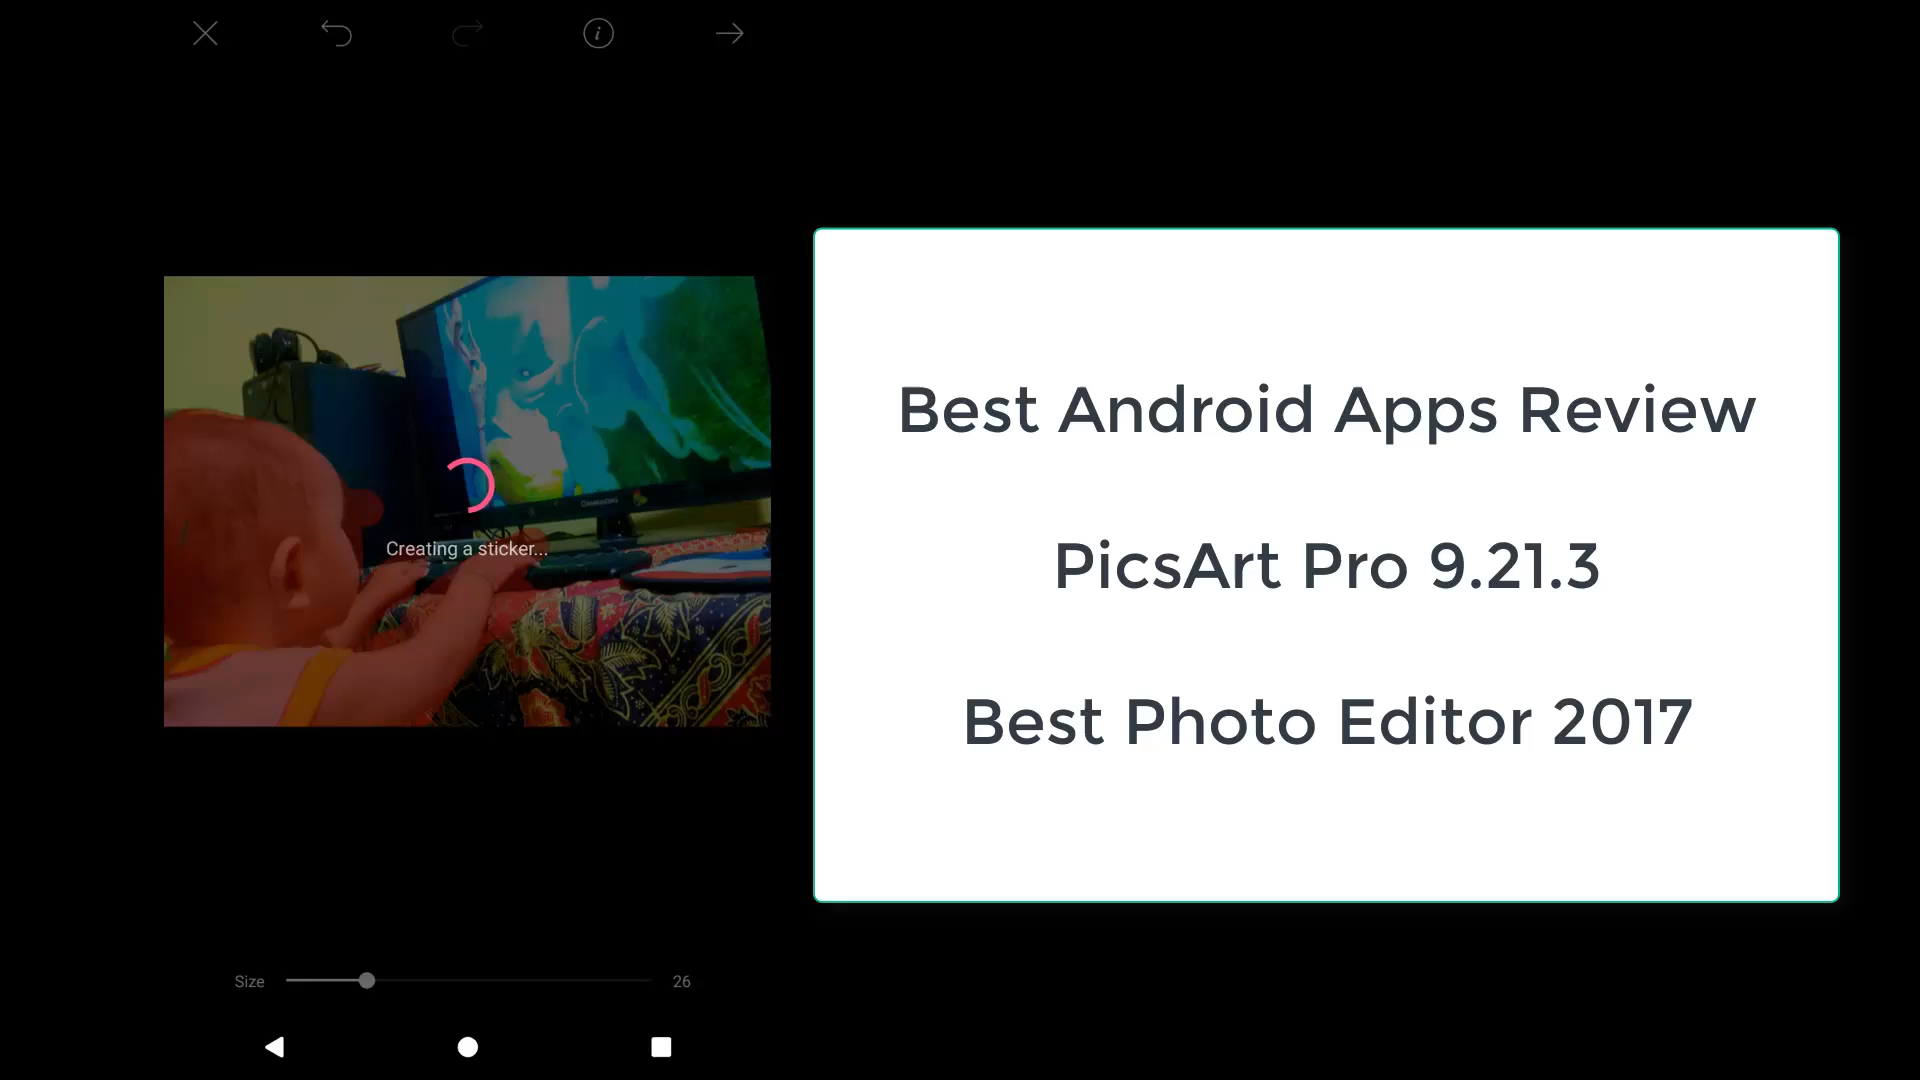 Creating a sticker...
Size
26
Best Android Apps Review
PicsArt Pro 9.21.3
Best Photo Editor 2017